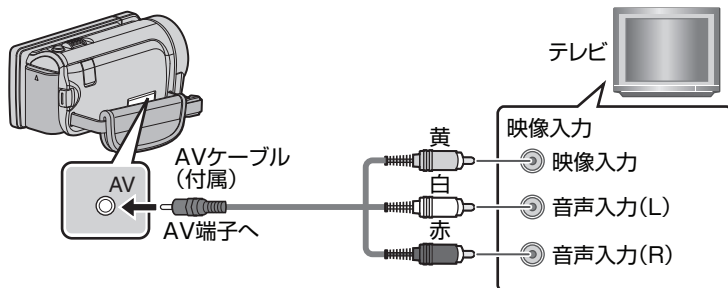 テレビ
映像入力
黄
映像入力
AVケーブル
(付属)
AV
白
音声入力(L)
AV端子へ
赤
音声入力(R)